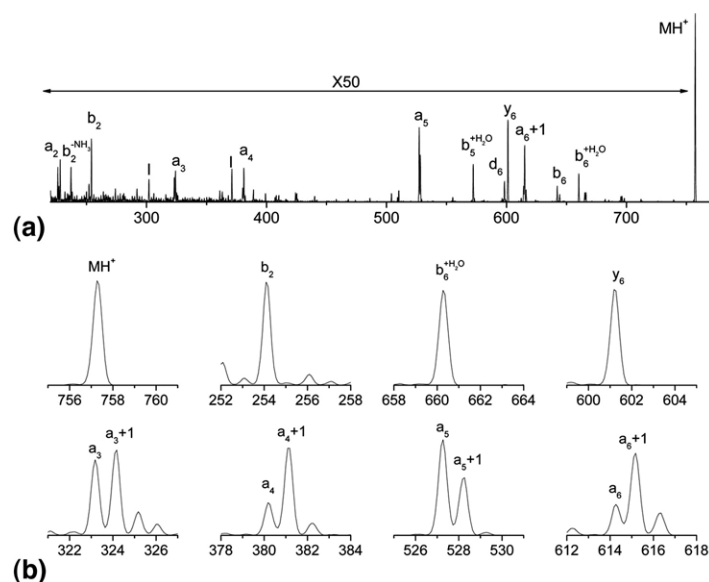 MH+
X50
a2
b2-NH3
b2
I
a3
I
a4
a5
b5+H2O
d6
y6
a6+1
b6
b6+H2O
300 400 500 600 700
(a)
MH+
b2
b6+H2O
y6
756 758 760
252 254 256 258
658 660 662 664
600 602 604
a3 a3+1
a4 a4+1
a5 a5+1
a6 a6+1
322 324 326
378 380 382 384
526 528 530
612 614 616 618
(b)